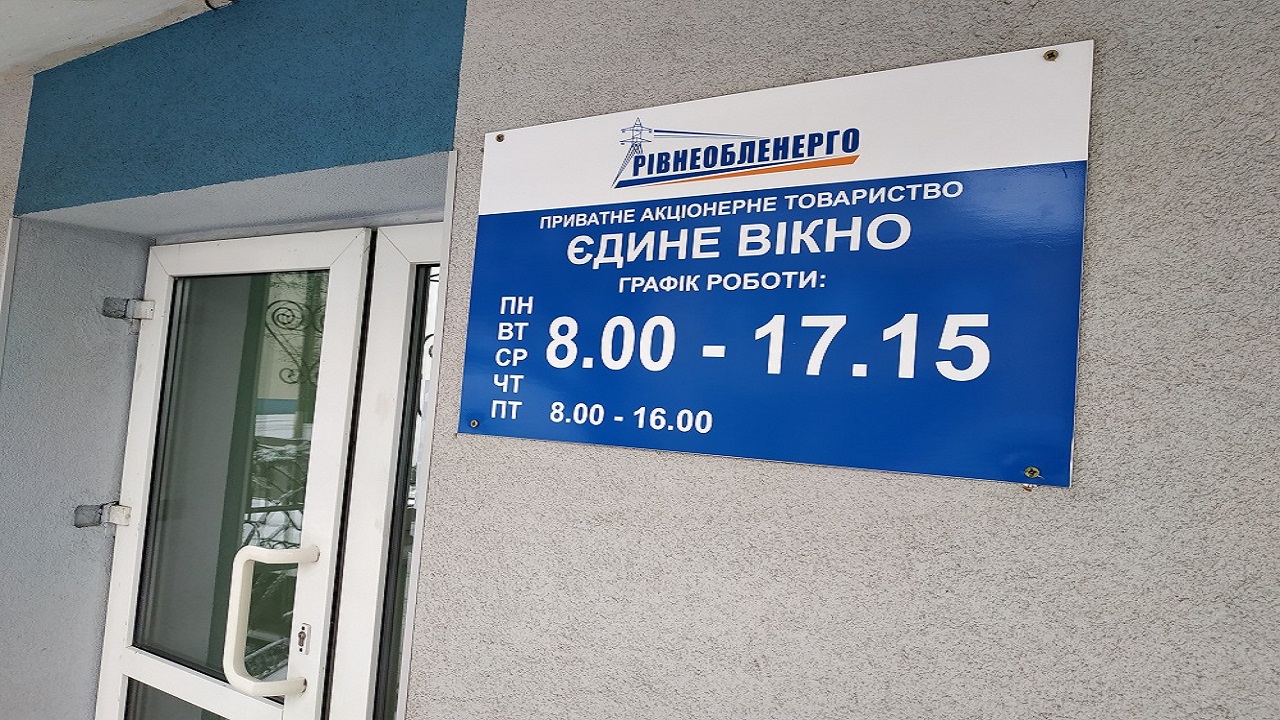 РІВНЕОБЛЕНЕРГО
ПРИВАТНЕ АКЦІОНЕРНЕ ТОВАРИСТВО
ЄДИНЕ ВІКНО
ГРАФІК РОБОТИ:
ПН
ВТ
СР
ЧТ
8.00 - 17.15
ПТ 8.00 - 16.00